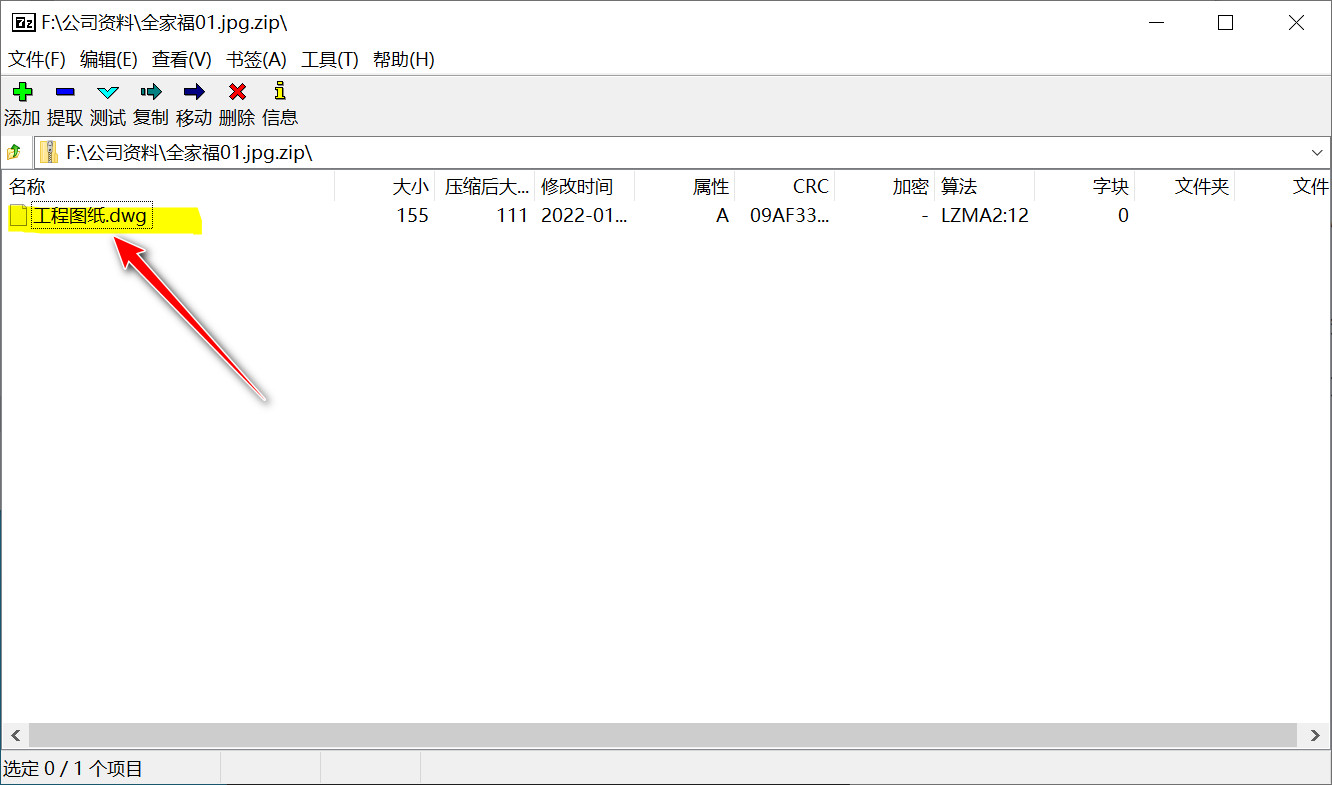 7z F:\公司资料\全家福01.jpg.zip\
文件(F) 编辑(E) 查看(V) 书签(A) 工具(T) 帮助(H)
添加 提取 测试 复制 移动 删除 信息
F:\公司资料\全家福01.jpg.zip\
名称 大小 压缩后大... 修改时间 属性 CRC 加密 算法 字块 文件夹 文件
工程图纸.dwg 155 111 2022-01... A 09AF33... - LZMA2:12 0
选定 0 / 1 个项目